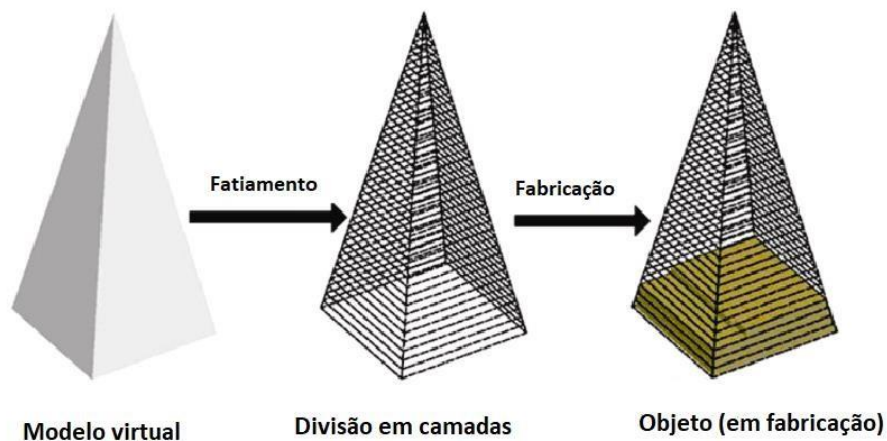 Fatiamento
Fabricação
Modelo virtual
Divisão em camadas
Objeto (em fabricação)